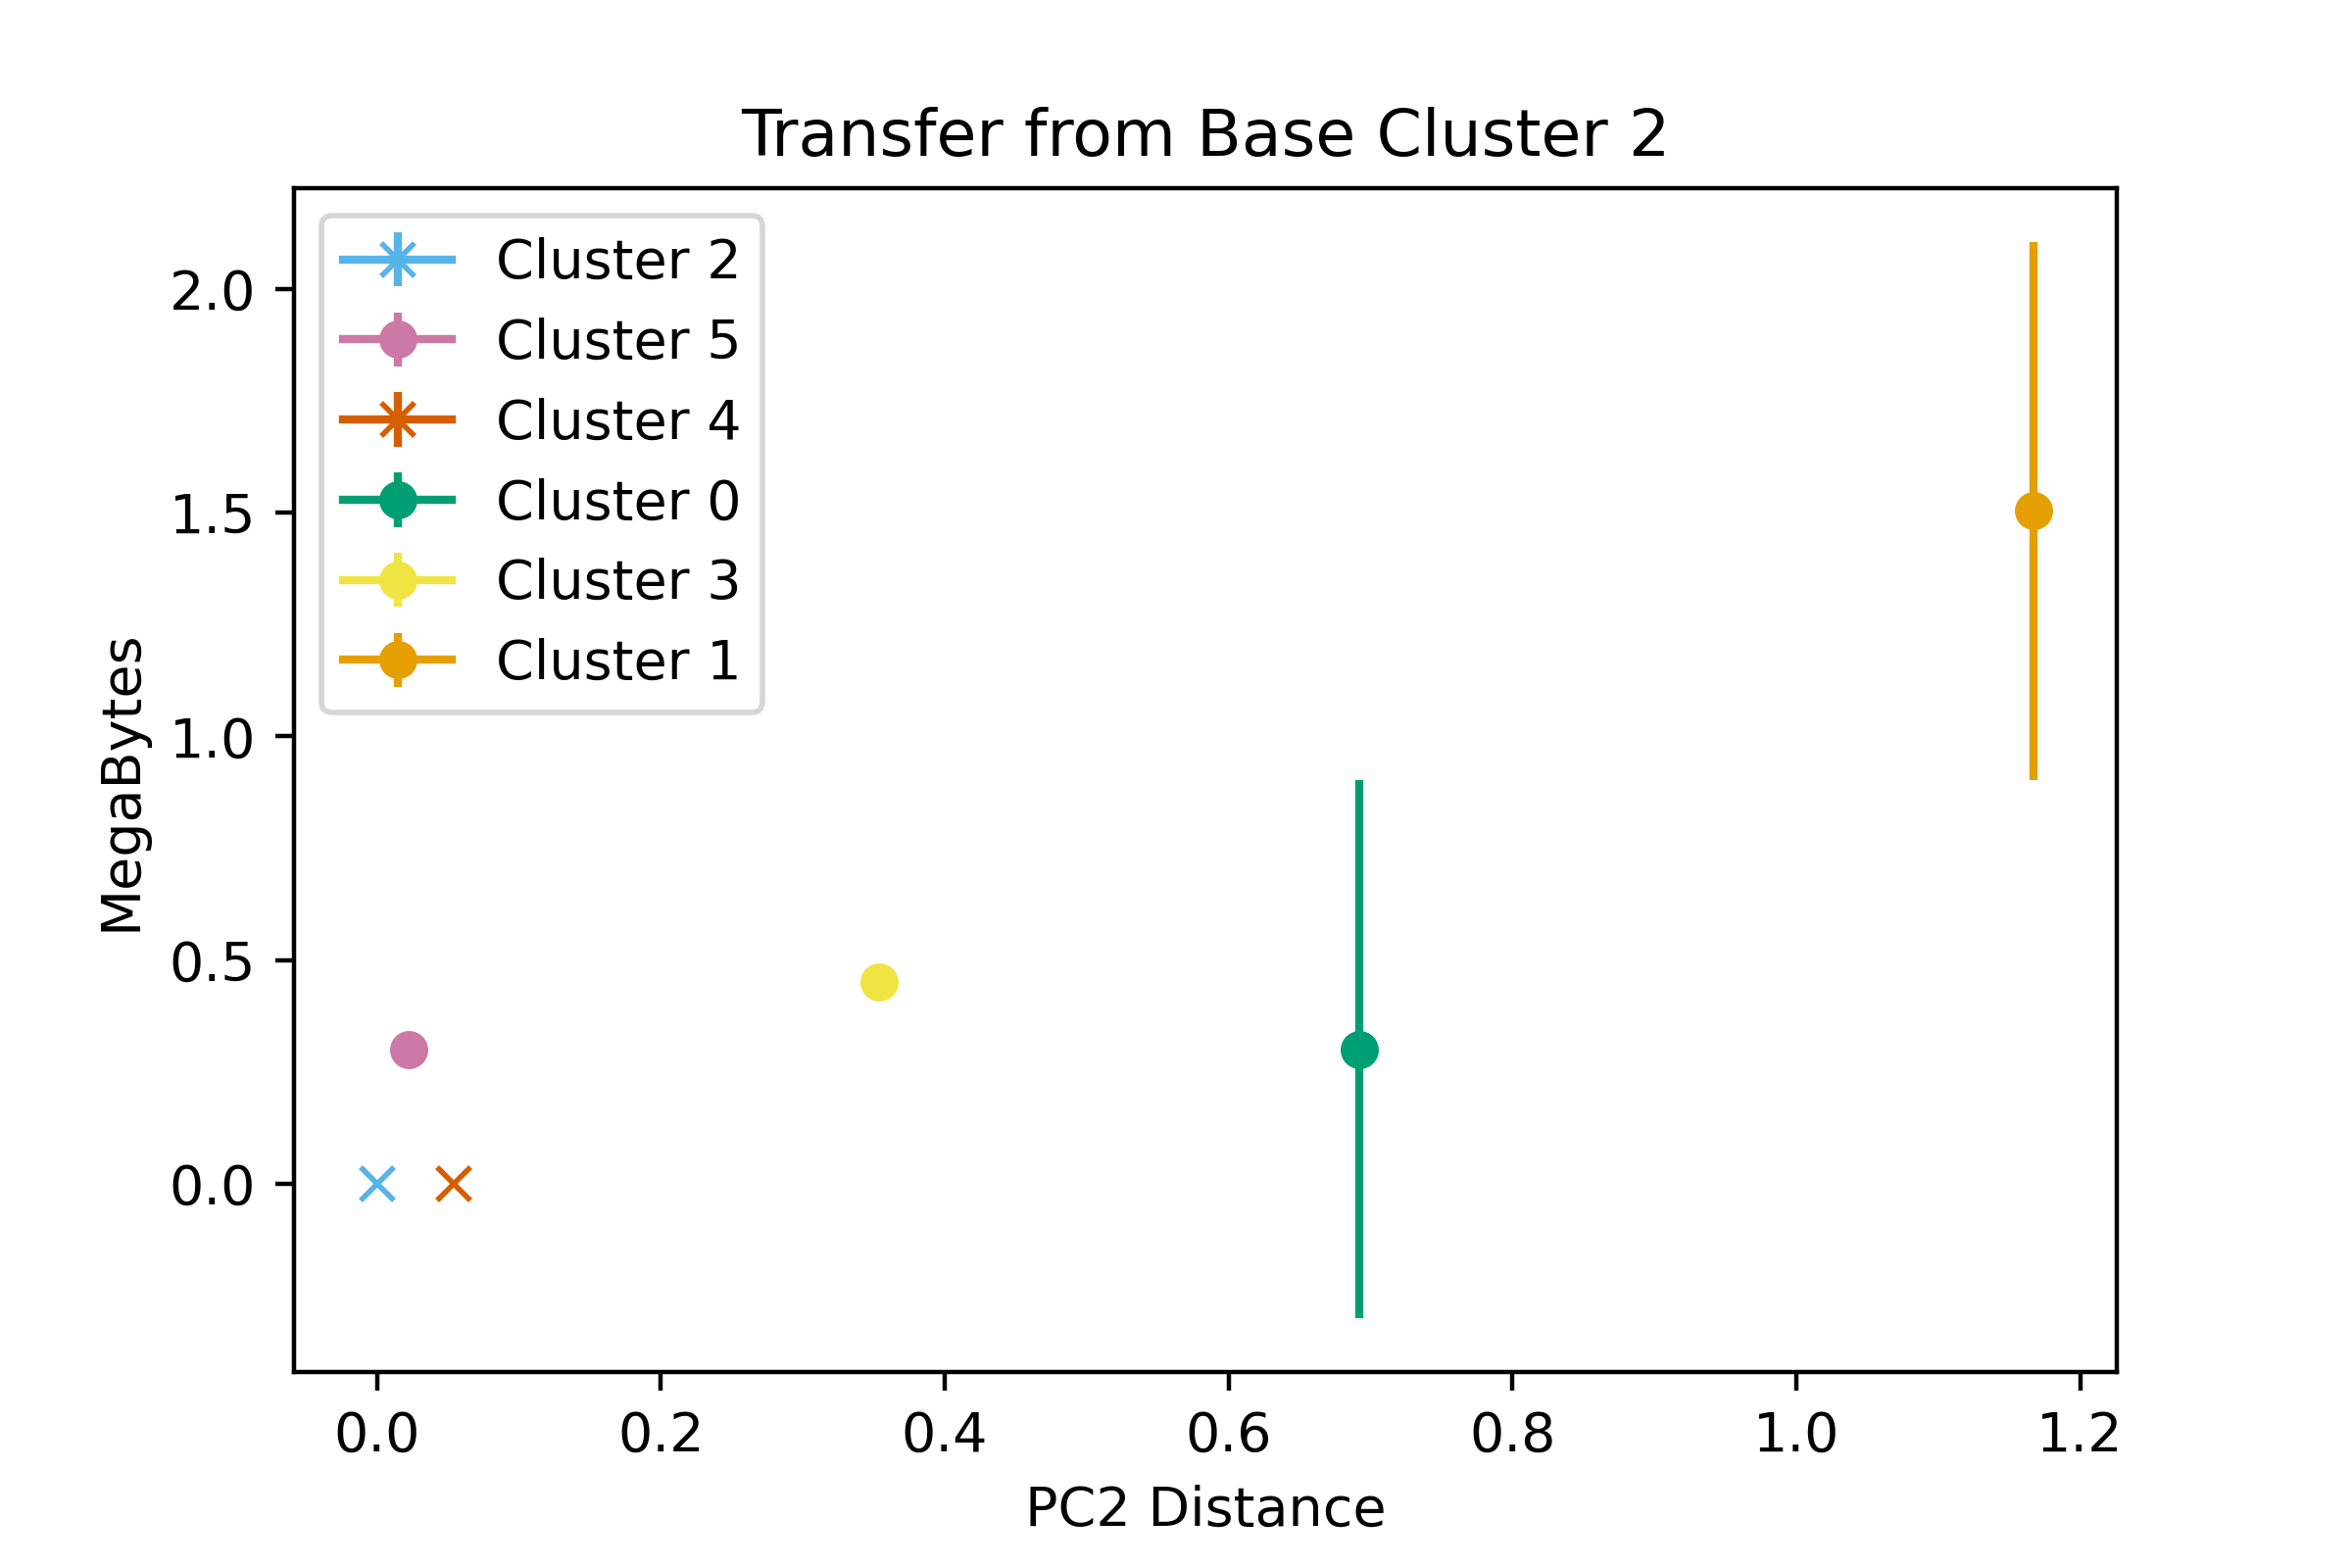 Transfer from Base Cluster 2
Cluster 2
Cluster 5
Cluster 4
Cluster 0
Cluster 3
Cluster 1
MegaBytes
2.0
1.5
1.0
0.5
0.0
0.0 0.2 0.4 0.6 0.8 1.0 1.2
PC2 Distance